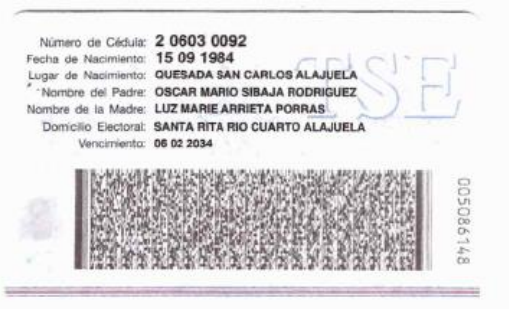 Número de Cédula: 2 0603 0092
Fecha de Nacimiento: 15 09 1984
Lugar de Nacimiento: QUESADA SAN CARLOS ALAJUELA
Nombre del Padre: OSCAR MARIO SIBAJA RODRIGUEZ
Nombre de la Madre: LUZ MARIE ARRIETA PORRAS
Domicilio Electoral: SANTA RITA RIO CUARTO ALAJUELA
Vencimiento: 06 02 2034
TSE
005086148